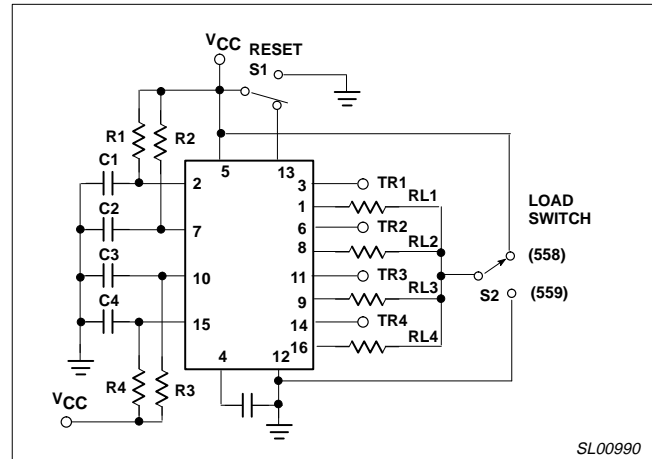 VCC
RESET
S1
R1
R2
C1
2
5
13
3
TR1
1
RL1
LOAD
SWITCH
C2
7
6
TR2
8
RL2
(558)
C3
10
11
TR3
S2
(559)
9
RL3
C4
15
14
TR4
16
RL4
4
12
R4
R3
VCC
SL00990